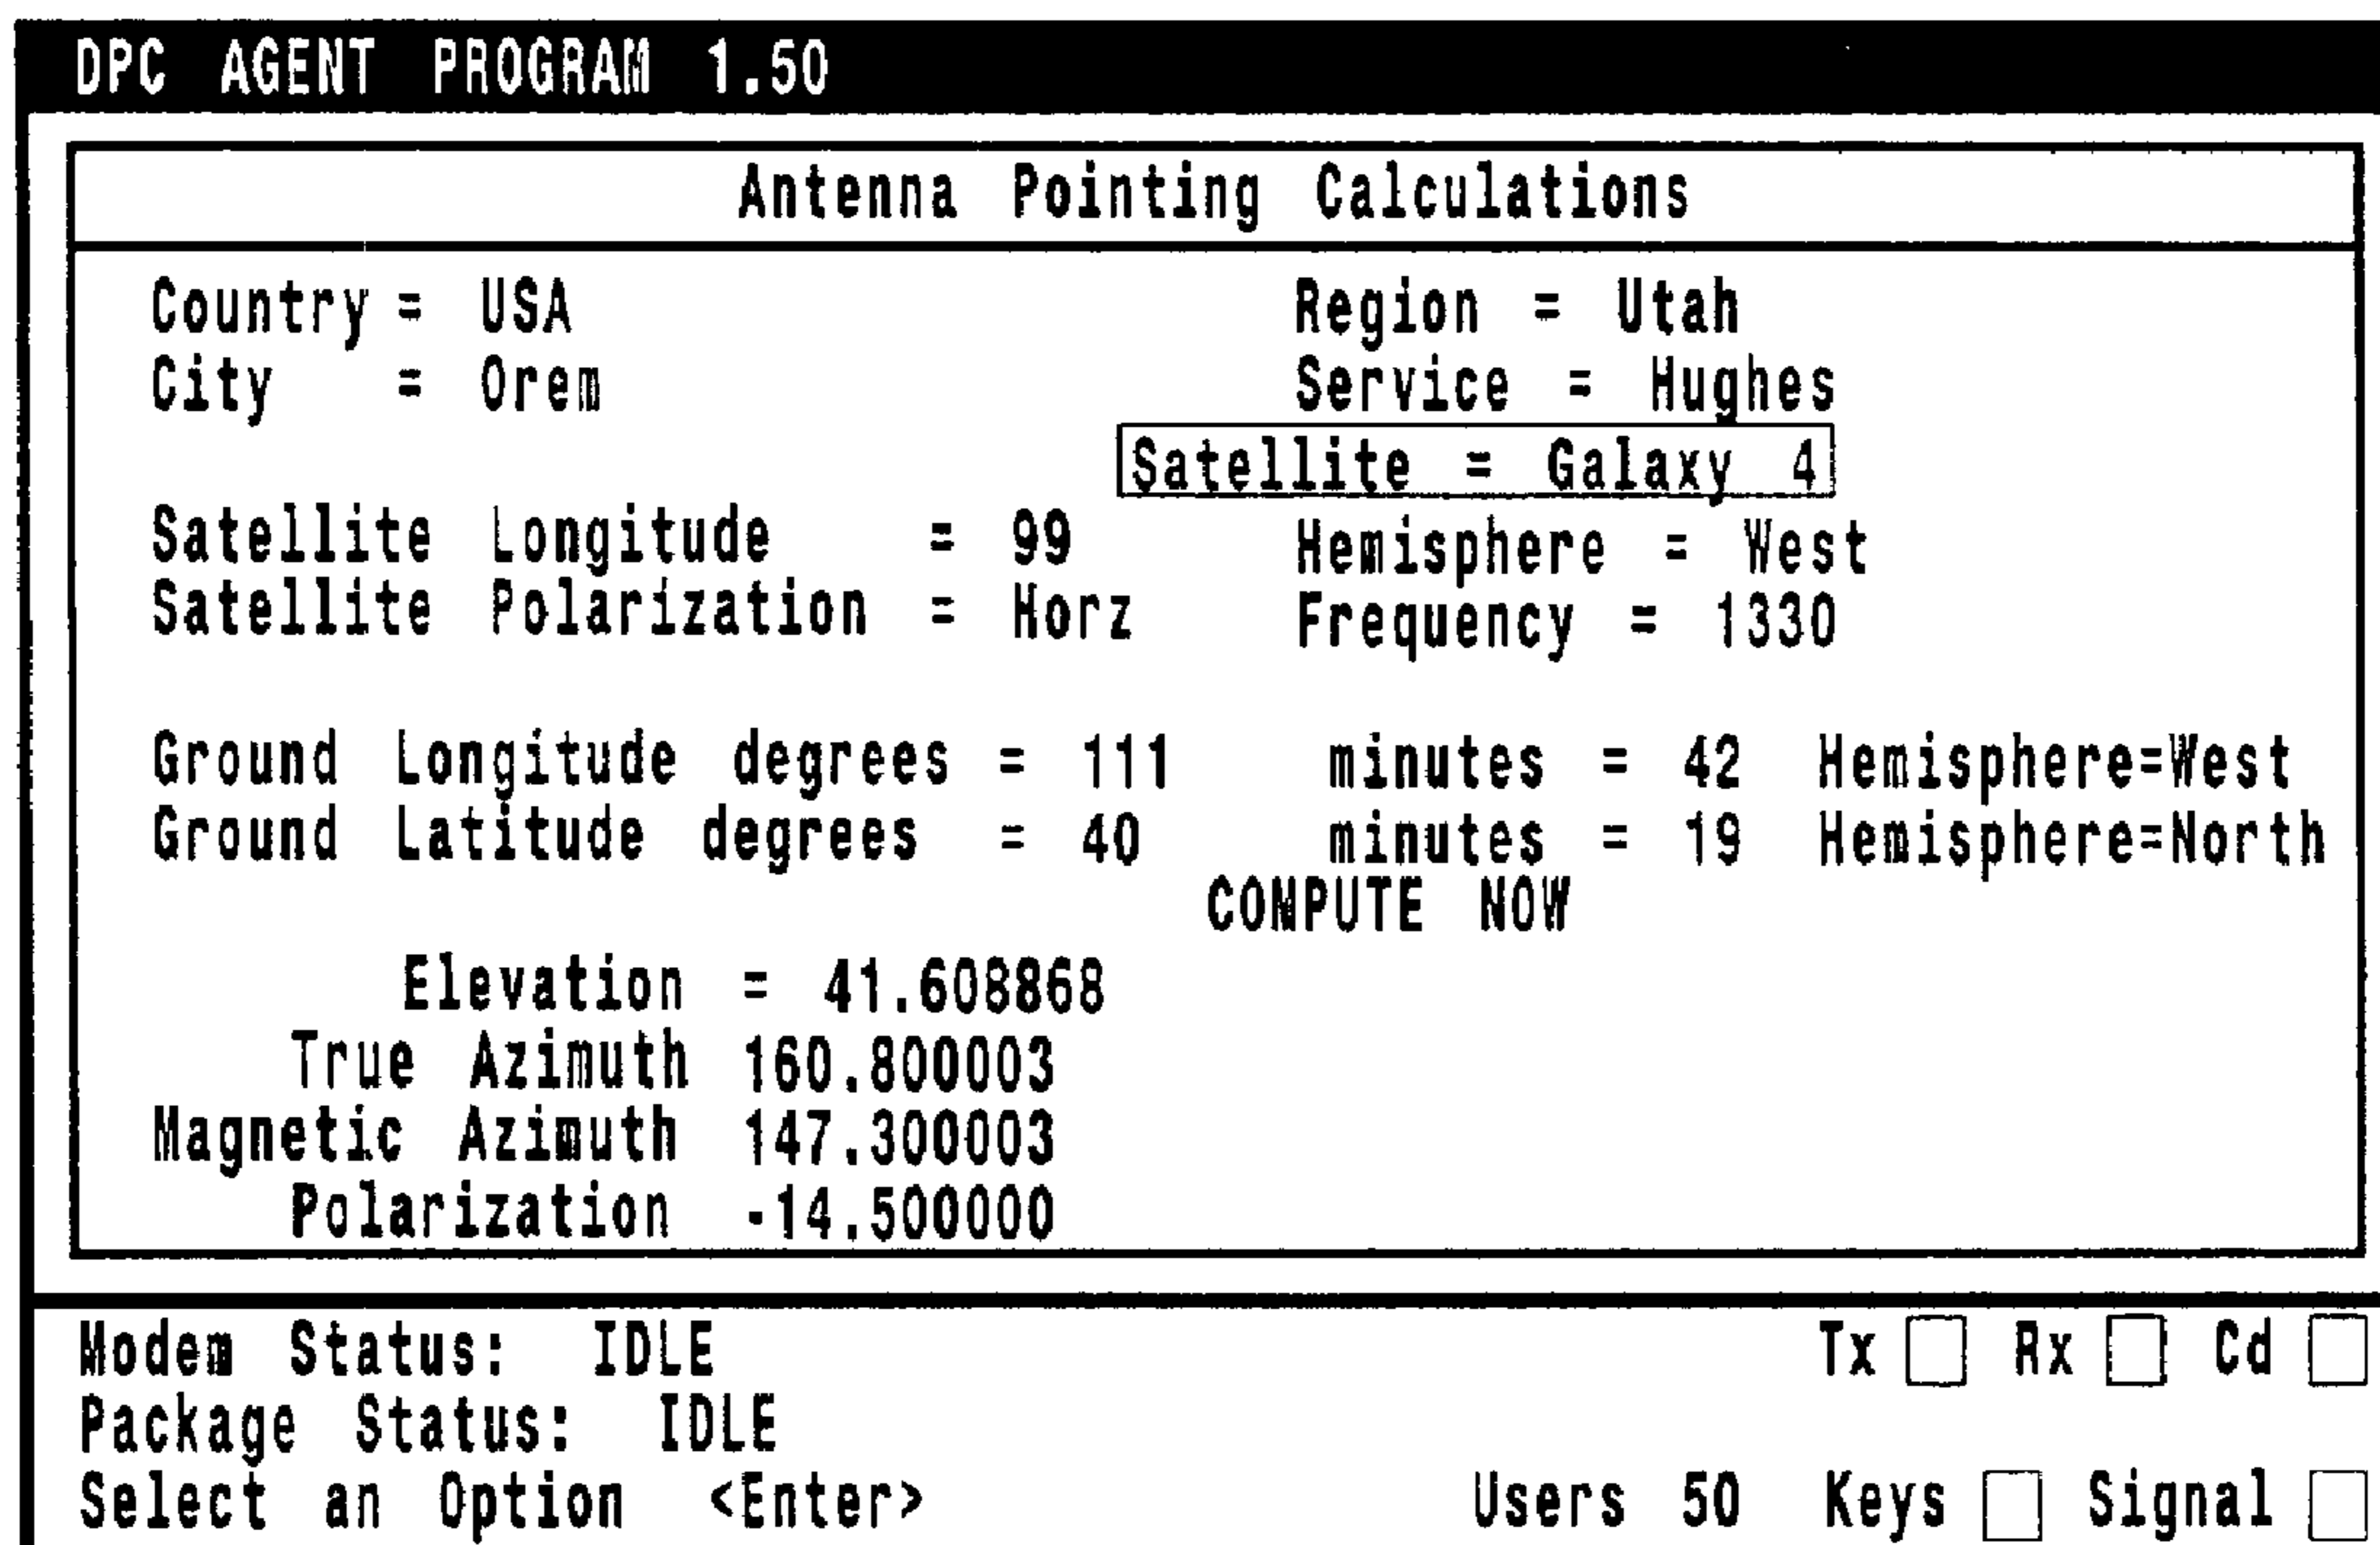 DPC AGENT PROGRAM 1.50
Antenna Pointing Calculations
Country = USA Region = Utah
City = Orem Service = Hughes
Satellite = Galaxy 4
Satellite Longitude = 99 Hemisphere = West
Satellite Polarization = Horz Frequency = 1330
Ground Longitude degrees = 111 minutes = 42 Hemisphere=West
Ground Latitude degrees = 40 minutes = 19 Hemisphere=North
COMPUTE NOW
Elevation = 41.608868
True Azimuth 160.800003
Magnetic Azimuth 147.300003
Polarization -14.500000
Modem Status: IDLE Tx Rx Cd
Package Status: IDLE
Select an Option <Enter> Users 50 Keys Signal